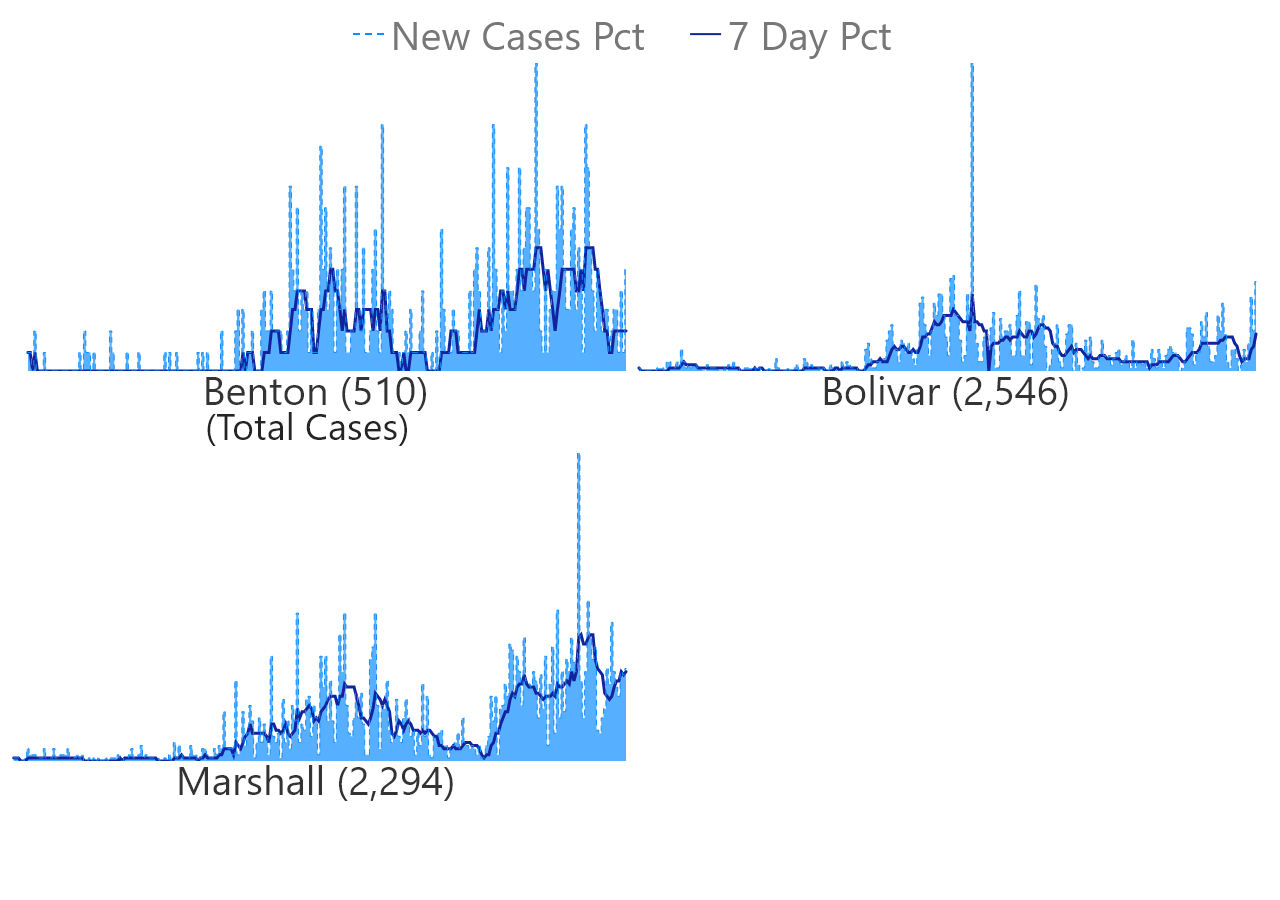 New Cases Pct 7 Day Pct
Benton (510)
(Total Cases)
Bolivar (2,546)
Marshall (2,294)